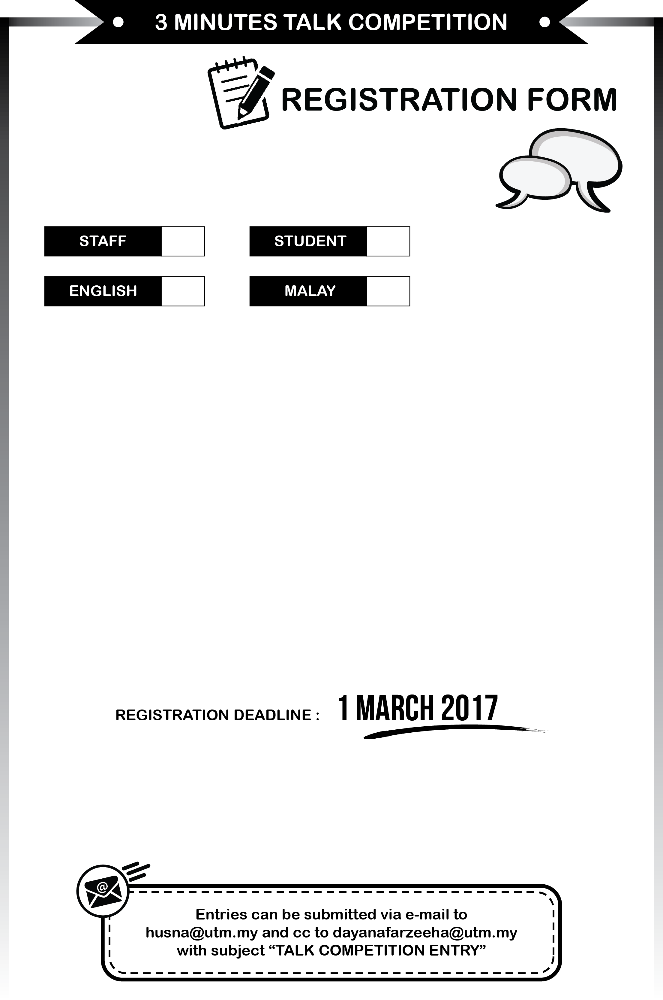 3 MINUTES TALK COMPETITION
REGISTRATION FORM
STAFF
STUDENT
ENGLISH
MALAY
REGISTRATION DEADLINE : 1 MARCH 2017
@
Entries can be submitted via e-mail to
husna@utm.my and cc to dayanafarzeeha@utm.my
with subject “TALK COMPETITION ENTRY”